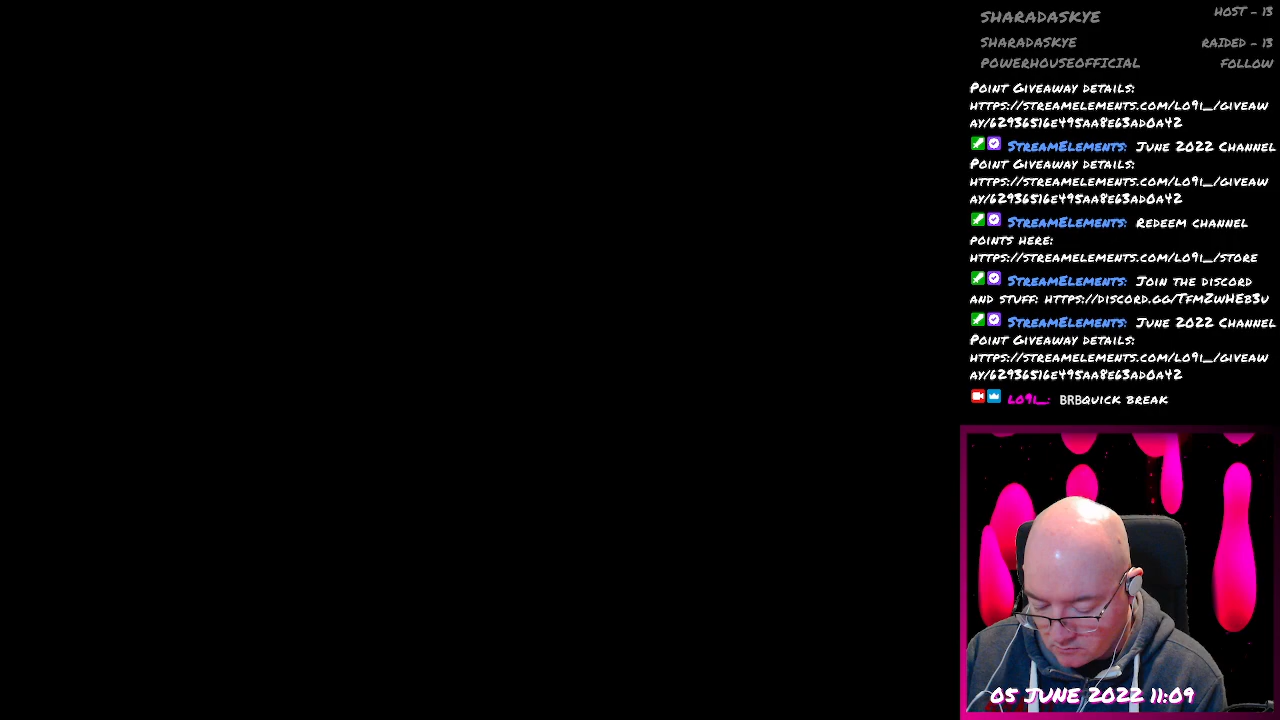 SHARADASKYE HOST - 13
SHARADASKYE RAIDED - 13
POWERHOUSEOFFICIAL FOLLOW
POINT GIVEAWAY DETAILS:
HTTPS://STREAMELEMENTS.COM/LO9I_/GIVEAW
AY/62936516E495AA8E63AD0A42
STREAMELEMENTS: JUNE 2022 CHANNEL
POINT GIVEAWAY DETAILS:
HTTPS://STREAMELEMENTS.COM/LO9I_/GIVEAW
AY/62936516E495AA8E63AD0A42
STREAMELEMENTS: REDEEM CHANNEL
POINTS HERE:
HTTPS://STREAMELEMENTS.COM/LO9I_/STORE
STREAMELEMENTS: JOIN THE DISCORD
AND STUFF: HTTPS://DISCORD.GG/TFMZWHEB3U
STREAMELEMENTS: JUNE 2022 CHANNEL
POINT GIVEAWAY DETAILS:
HTTPS://STREAMELEMENTS.COM/LO9I_/GIVEAW
AY/62936516E495AA8E63AD0A42
LO9I_: BRBQUICK BREAK
05 JUNE 2022 11:09